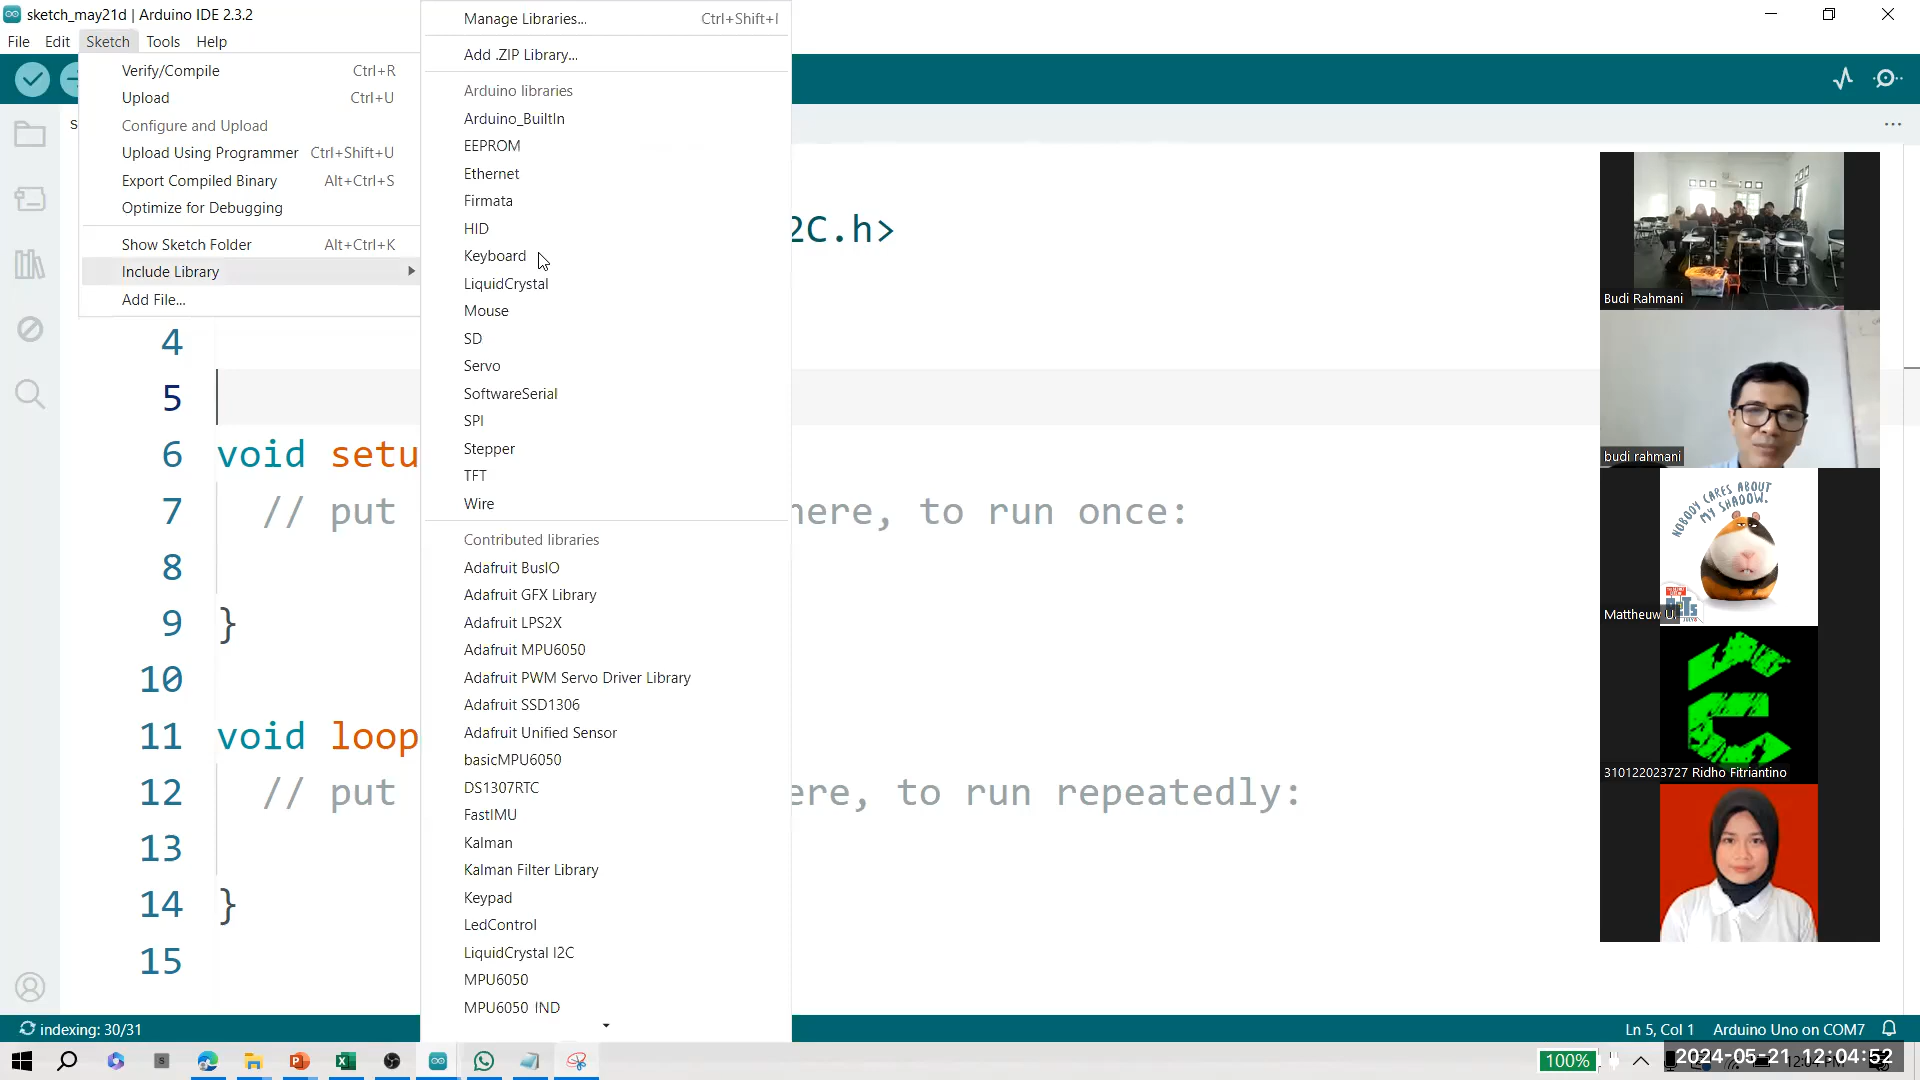 sketch_may21d | Arduino IDE 2.3.2
File Edit Sketch Tools Help
Verify/Compile Ctrl+R
Upload Ctrl+U
Configure and Upload
Upload Using Programmer Ctrl+Shift+U
Export Compiled Binary Alt+Ctrl+S
Optimize for Debugging
Show Sketch Folder Alt+Ctrl+K
Include Library
Add File...
Manage Libraries... Ctrl+Shift+I
Add .ZIP Library...
Arduino libraries
Arduino_BuiltIn
EEPROM
Ethernet
Firmata
HID
Keyboard
LiquidCrystal
Mouse
SD
Servo
SoftwareSerial
SPI
Stepper
TFT
Wire
Contributed libraries
Adafruit BusIO
Adafruit GFX Library
Adafruit LPS2X
Adafruit MPU6050
Adafruit PWM Servo Driver Library
Adafruit SSD1306
Adafruit Unified Sensor
basicMPU6050
DS1307RTC
FastIMU
Kalman
Kalman Filter Library
Keypad
LedControl
LiquidCrystal I2C
MPU6050
MPU6050 IND
2C.h>
4
5
6 void setu
7 // put here, to run once:
8
9 }
10
11 void loop
12 // put ere, to run repeatedly:
13
14 }
15
Budi Rahmani
budi rahmani
NOBODY CARES ABOUT
MY SHADOW.
Mattheuw U.
310122023727 Ridho Fitriantino
indexing: 30/31
Ln 5, Col 1 Arduino Uno on COM7
100%
2024-05-21 12:04:52